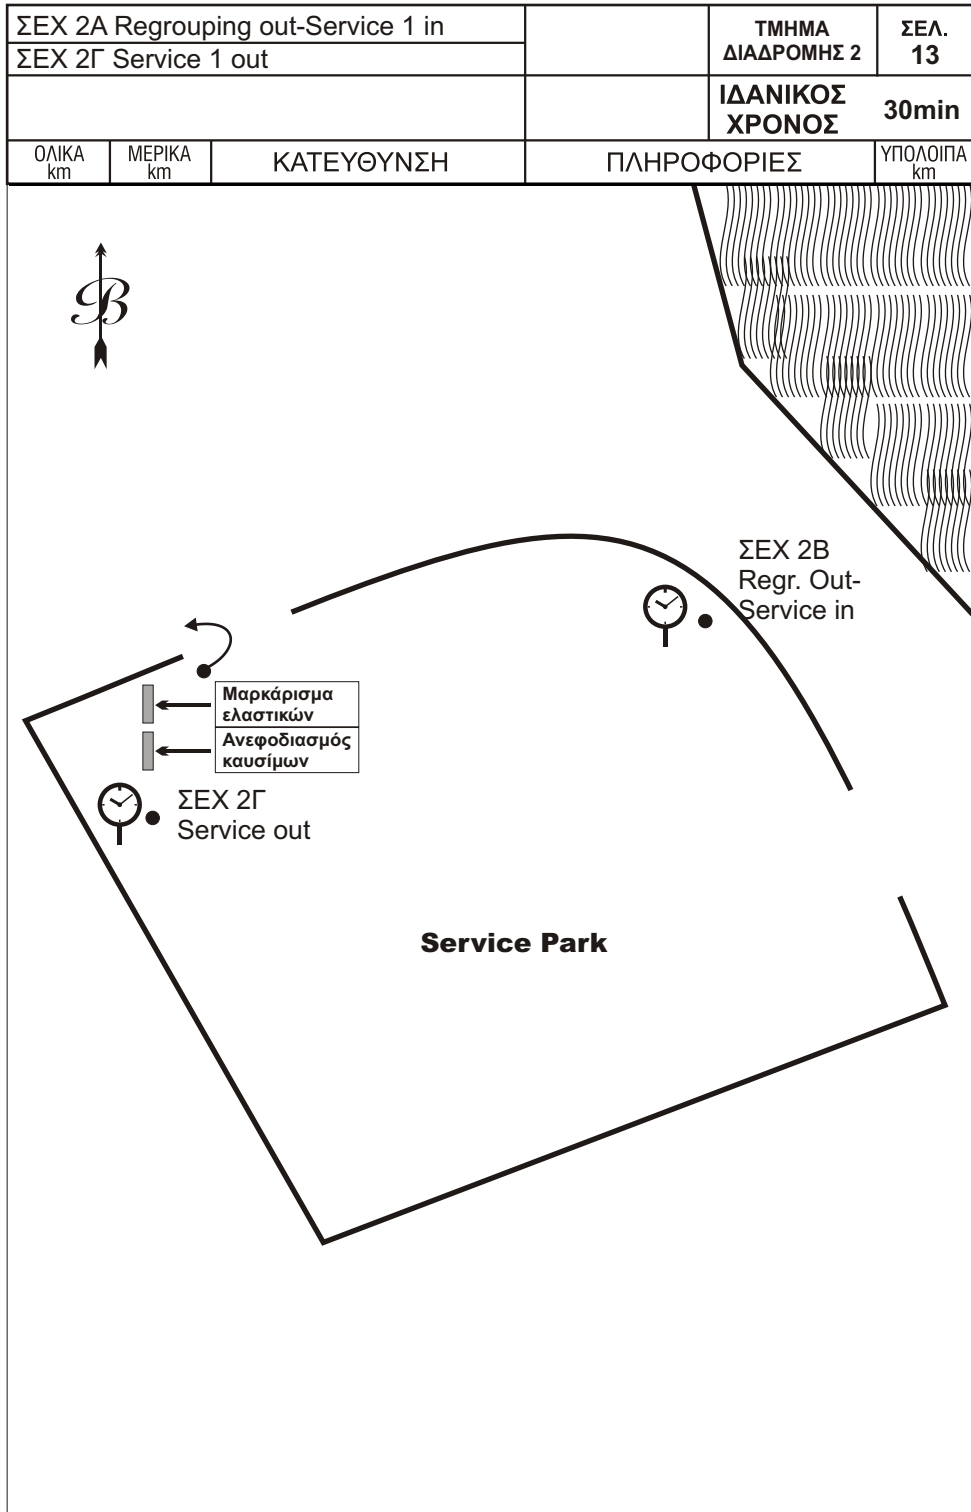 ΣΕΧ 2Α Regrouping out-Service 1 in
ΣΕΧ 2Γ Service 1 out
ΤΜΗΜΑ
ΔΙΑΔΡΟΜΗΣ 2
ΣΕΛ.
13
ΙΔΑΝΙΚΟΣ
ΧΡΟΝΟΣ
30min
ΟΛΙΚΑ
km
ΜΕΡΙΚΑ
km
ΚΑΤΕΥΘΥΝΣΗ
ΠΛΗΡΟΦΟΡΙΕΣ
ΥΠΟΛΟΙΠΑ
km
Β
ΣΕΧ 2Β
Regr. Out-
Service in
Μαρκάρισμα
ελαστικών
Ανεφοδιασμός
καυσίμων
ΣΕΧ 2Γ
Service out
Service Park